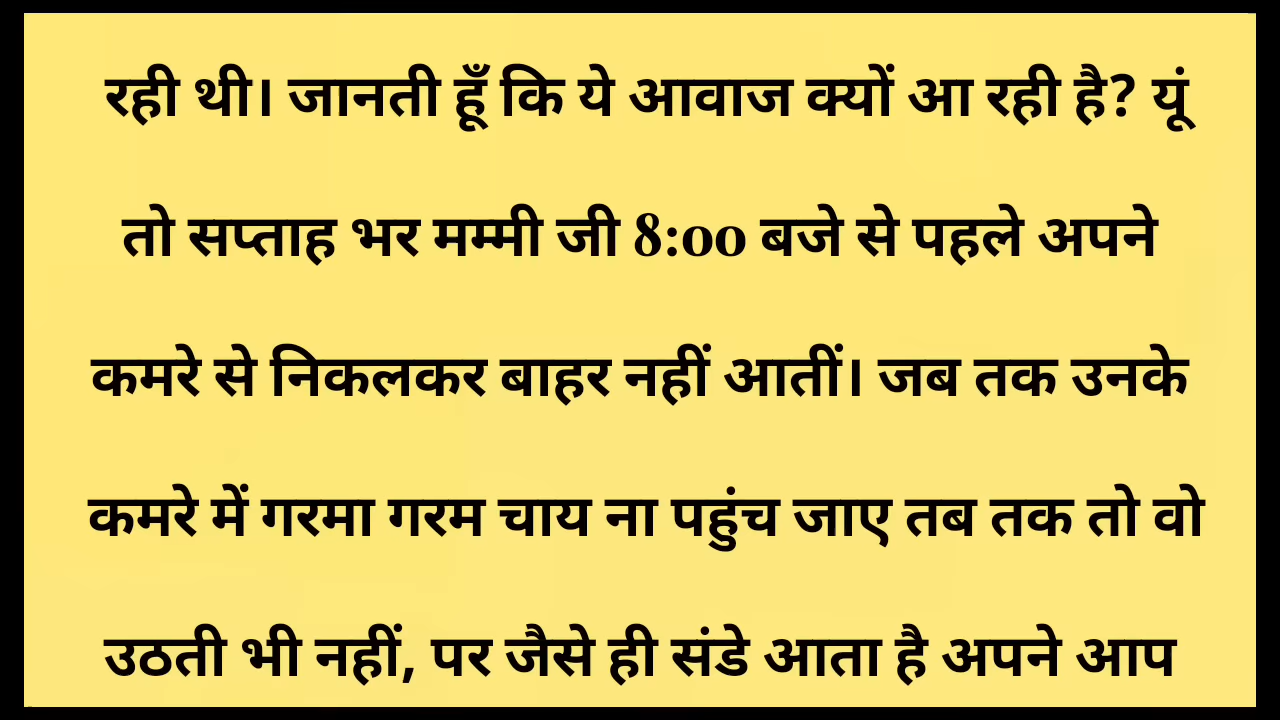 रही थी। जानती हूँ कि ये आवाज क्यों आ रही है? यूं
तो सप्ताह भर मम्मी जी 8:00 बजे से पहले अपने
कमरे से निकलकर बाहर नहीं आतीं। जब तक उनके
कमरे में गरमा गरम चाय ना पहुंच जाए तब तक तो वो
उठती भी नहीं, पर जैसे ही संडे आता है अपने आप